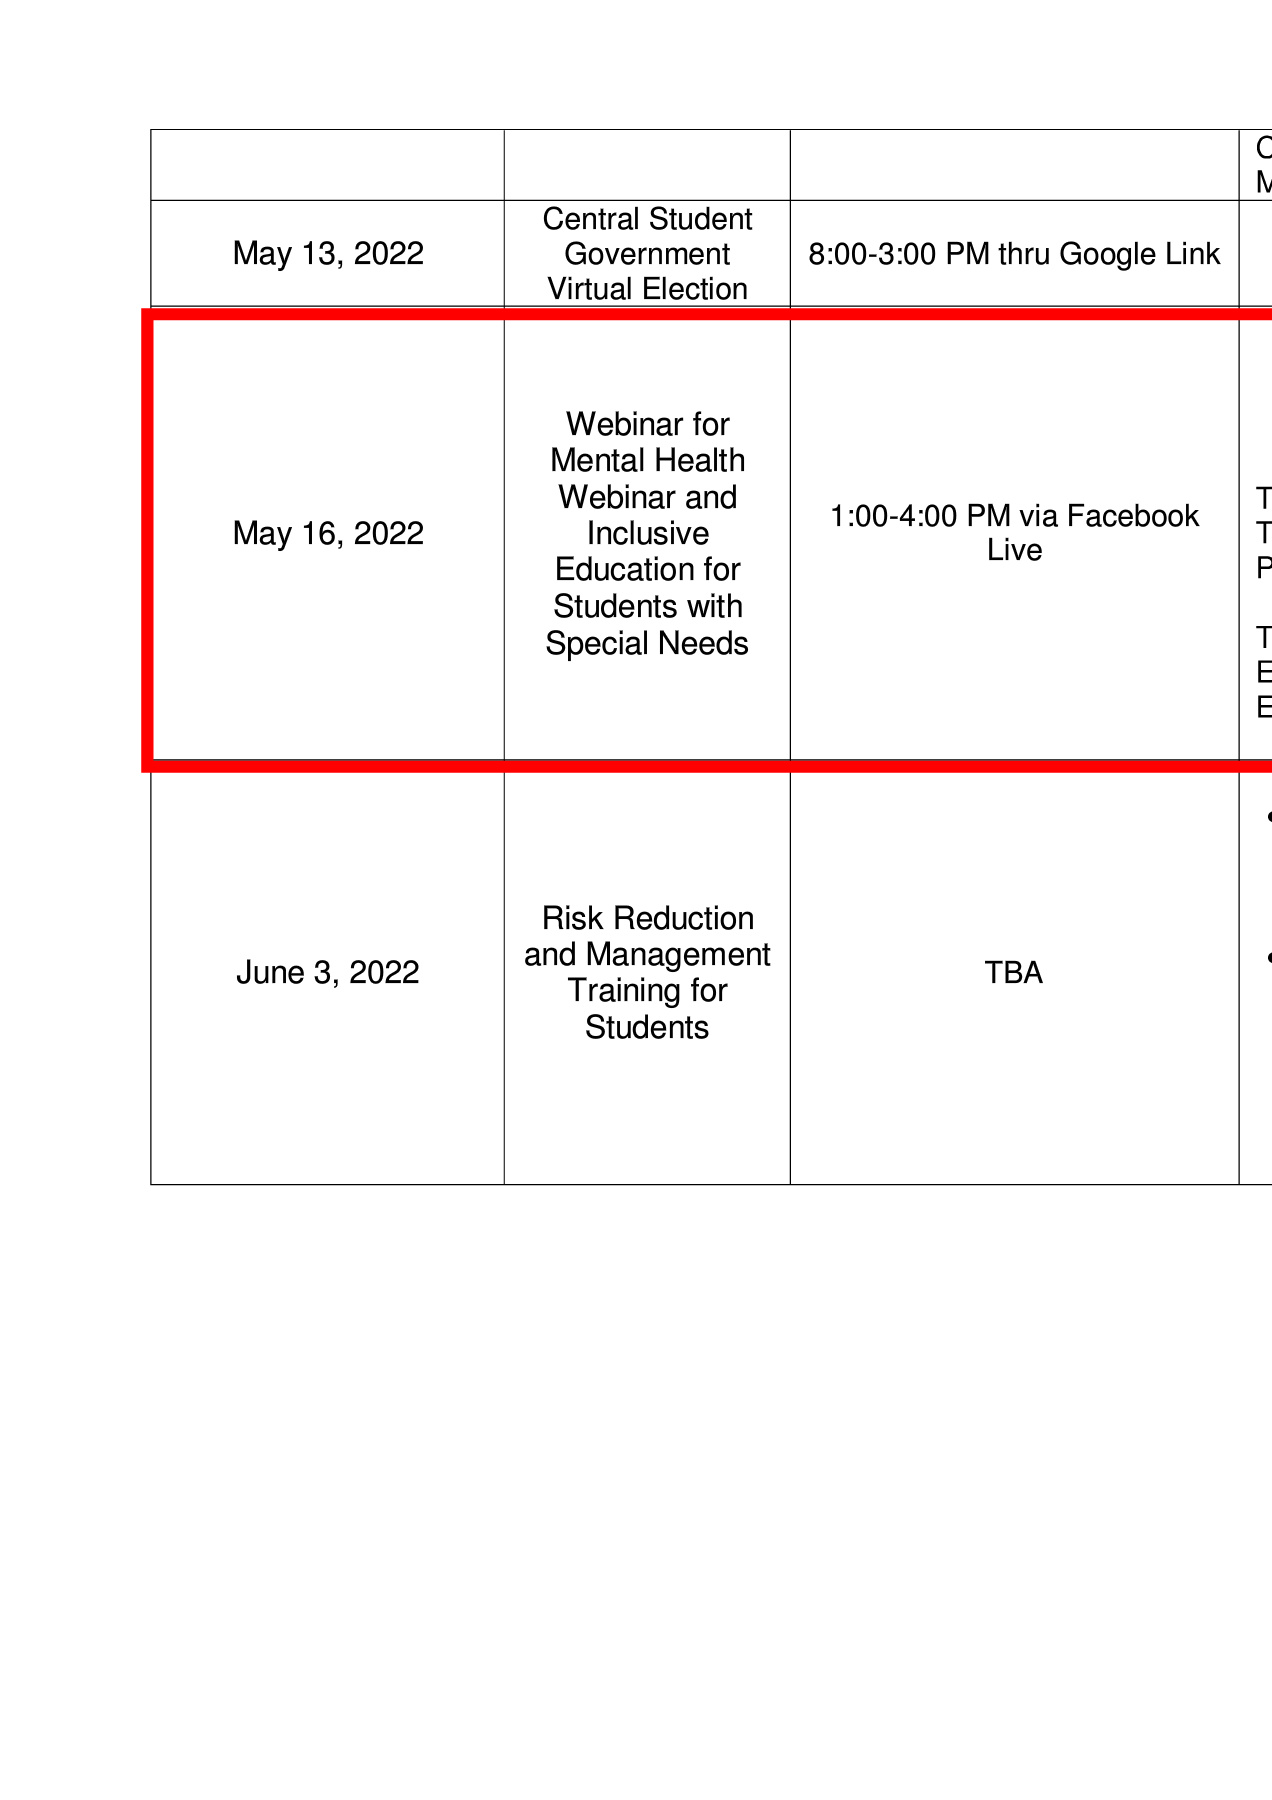 May 13, 2022
Central Student
Government
Virtual Election
8:00-3:00 PM thru Google Link
May 16, 2022
Webinar for
Mental Health
Webinar and
Inclusive
Education for
Students with
Special Needs
1:00-4:00 PM via Facebook
Live
June 3, 2022
Risk Reduction
and Management
Training for
Students
TBA